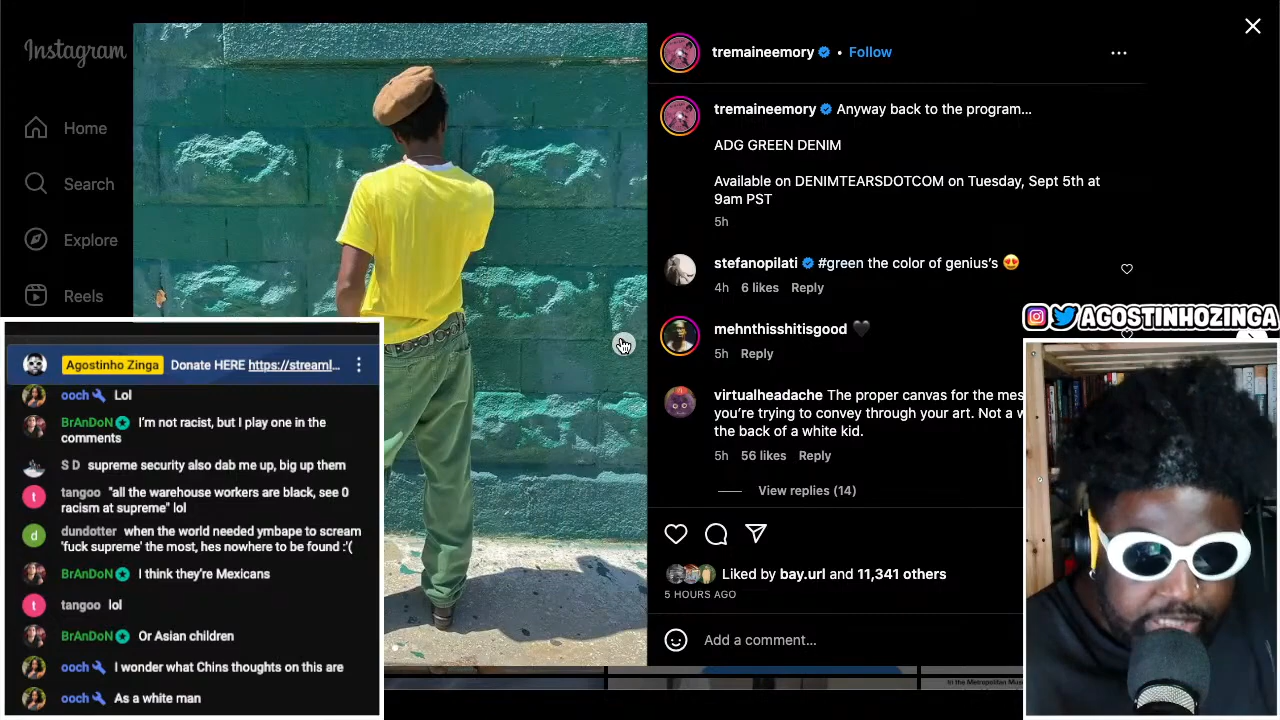 Instagram
Home
Search
Explore
Reels
tremaineemory • Follow
tremaineemory Anyway back to the program...
ADG GREEN DENIM
Available on DENIMTEARSDOTCOM on Tuesday, Sept 5th at
9am PST
5h
stefanopilati #green the color of genius’s 😍
4h 6 likes Reply
mehnthisshitisgood 🖤
5h Reply
virtualheadache The proper canvas for the mes
you’re trying to convey through your art. Not a w
the back of a white kid.
5h 56 likes Reply
View replies (14)
Liked by bay.url and 11,341 others
5 HOURS AGO
Add a comment...
AGOSTINHOZINGA
Agostinho Zinga Donate HERE https://streaml...
ooch Lol
BrAnDoN I’m not racist, but I play one in the
comments
S D supreme security also dab me up, big up them
tangoo "all the warehouse workers are black, see 0
racism at supreme" lol
dundotter when the world needed ymbape to scream
'fuck supreme' the most, hes nowhere to be found :'(
BrAnDoN I think they’re Mexicans
tangoo lol
BrAnDoN Or Asian children
ooch I wonder what Chins thoughts on this are
ooch As a white man